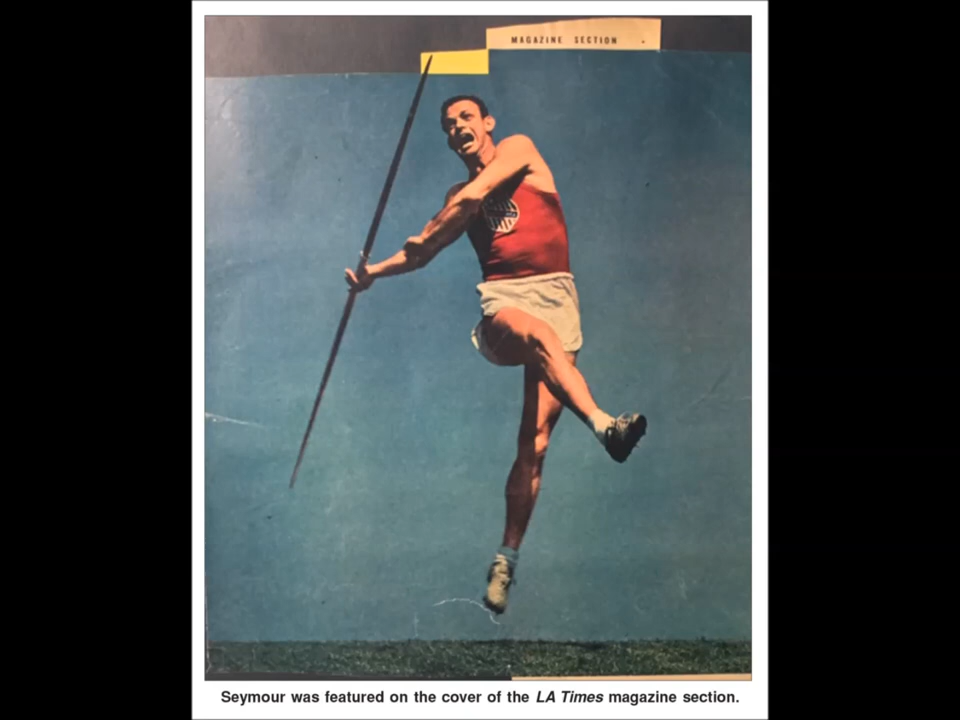 MAGAZINE SECTION
Seymour was featured on the cover of the LA Times magazine section.